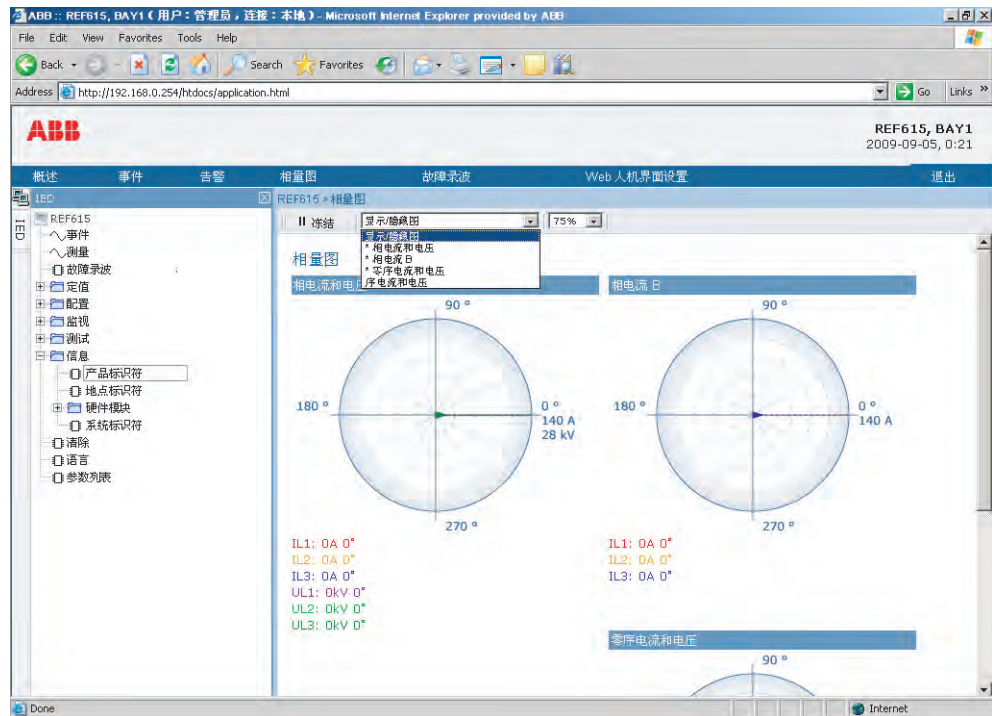 ABB :: REF615, BAY1 ( 用户：管理员，连接：本地 ) - Microsoft Internet Explorer provided by ABB
File Edit View Favorites Tools Help
Back Search Favorites
Address http://192.168.0.254/htdocs/application.html Go Links »
ABB
REF615, BAY1
2009-09-05, 0:21
概述 事件 告警 相量图 故障录波 Web 人机界面设置 退出
IED
IED
REF615 » 相量图
REF615
事件
测量
故障录波
定值
配置
监视
测试
信息
产品标识符
地点标识符
硬件模块
系统标识符
清除
语言
参数列表
冻结 显示/隐藏图 75%
显示/隐藏图
* 相电流和电压
* 相电流 B
* 零序电流和电压
序电流和电压
相量图
相电流和电
90 °
180 °
0 °
140 A
28 kV
270 °
IL1: 0A 0°
IL2: 0A 0°
IL3: 0A 0°
UL1: 0kV 0°
UL2: 0kV 0°
UL3: 0kV 0°
相电流 B
90 °
180 °
0 °
140 A
270 °
IL1: 0A 0°
IL2: 0A 0°
IL3: 0A 0°
零序电流和电压
90 °
Done Internet